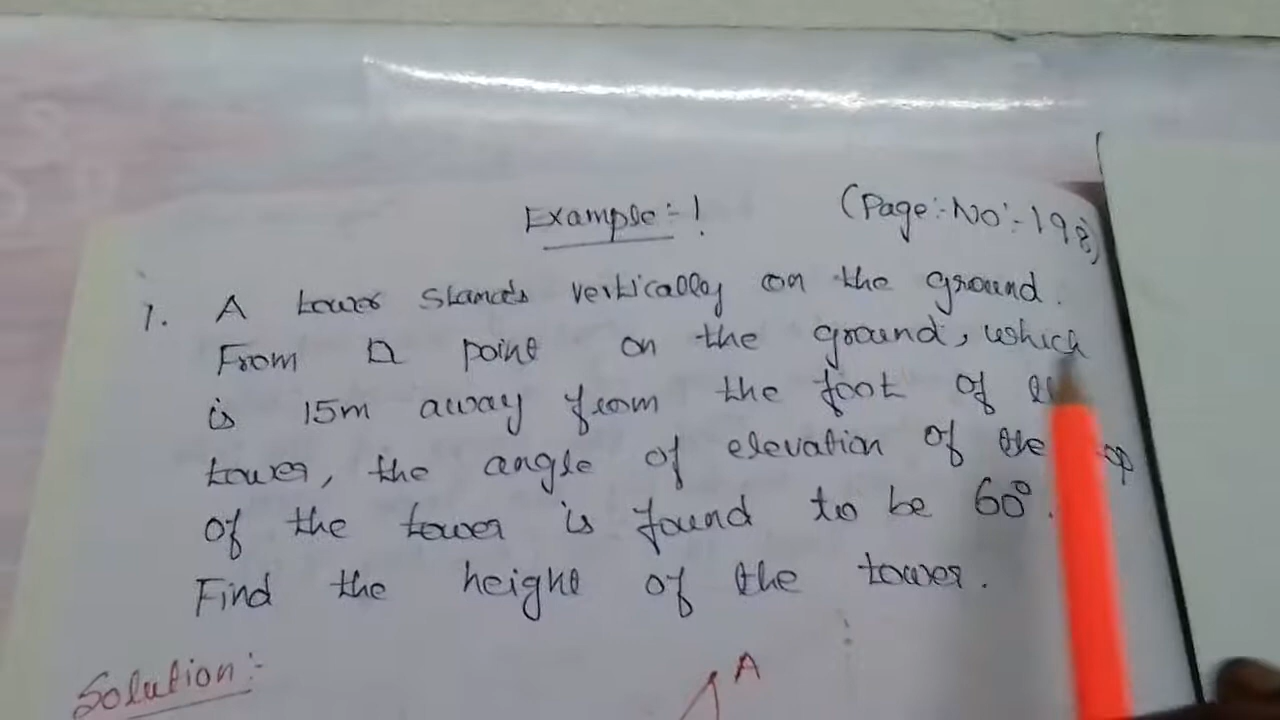 Example:- 1
(Page:-No:-198)
1. A tower stands vertically on the ground.
From a point on the ground, which
is 15m away from the foot of
tower, the angle of elevation of the
of the tower is found to be 60°.
Find the height of the tower.
Solution:-
A